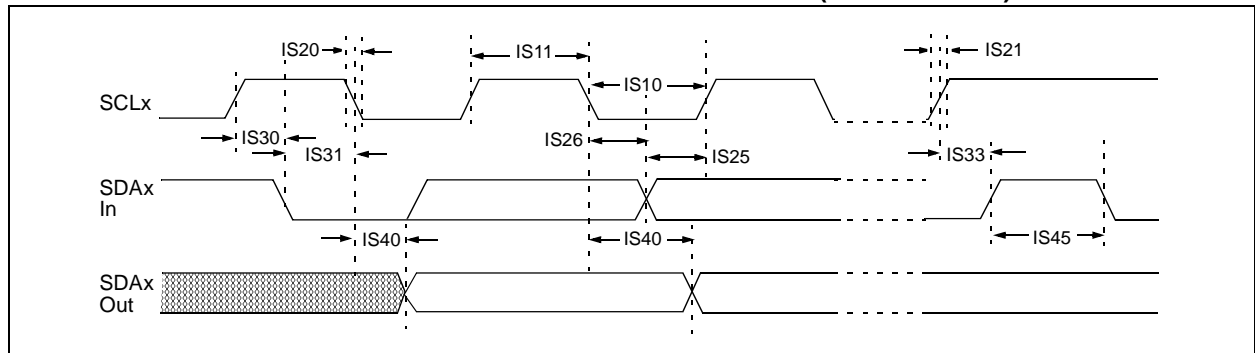 IS20
IS11
IS21
IS10
SCLx
IS30
IS26
IS31
IS25
IS33
SDAx
In
IS40
IS40
IS45
SDAx
Out